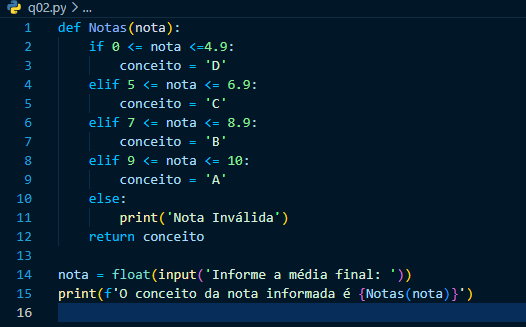 q02.py > ...
1 def Notas(nota):
2     if 0 <= nota <=4.9:
3         conceito = 'D'
4     elif 5 <= nota <= 6.9:
5         conceito = 'C'
6     elif 7 <= nota <= 8.9:
7         conceito = 'B'
8     elif 9 <= nota <= 10:
9         conceito = 'A'
10     else:
11         print('Nota Inválida')
12     return conceito
13
14 nota = float(input('Informe a média final: '))
15 print(f'O conceito da nota informada é {Notas(nota)}')
16